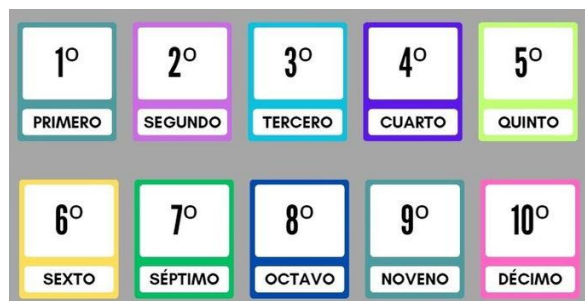 1º 2º 3º 4º 5º
PRIMERO SEGUNDO TERCERO CUARTO QUINTO
6º 7º 8º 9º 10º
SEXTO SÉPTIMO OCTAVO NOVENO DÉCIMO